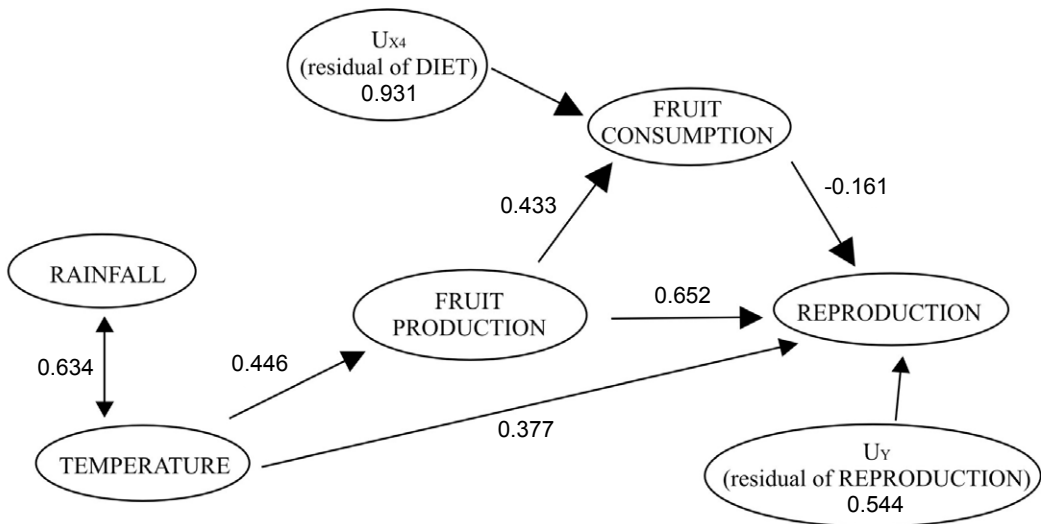 UX4
(residual of DIET)
0.931
FRUIT
CONSUMPTION
-0.161
0.433
RAINFALL
FRUIT
PRODUCTION
0.652
REPRODUCTION
0.634
0.446
0.377
TEMPERATURE
UY
(residual of REPRODUCTION)
0.544